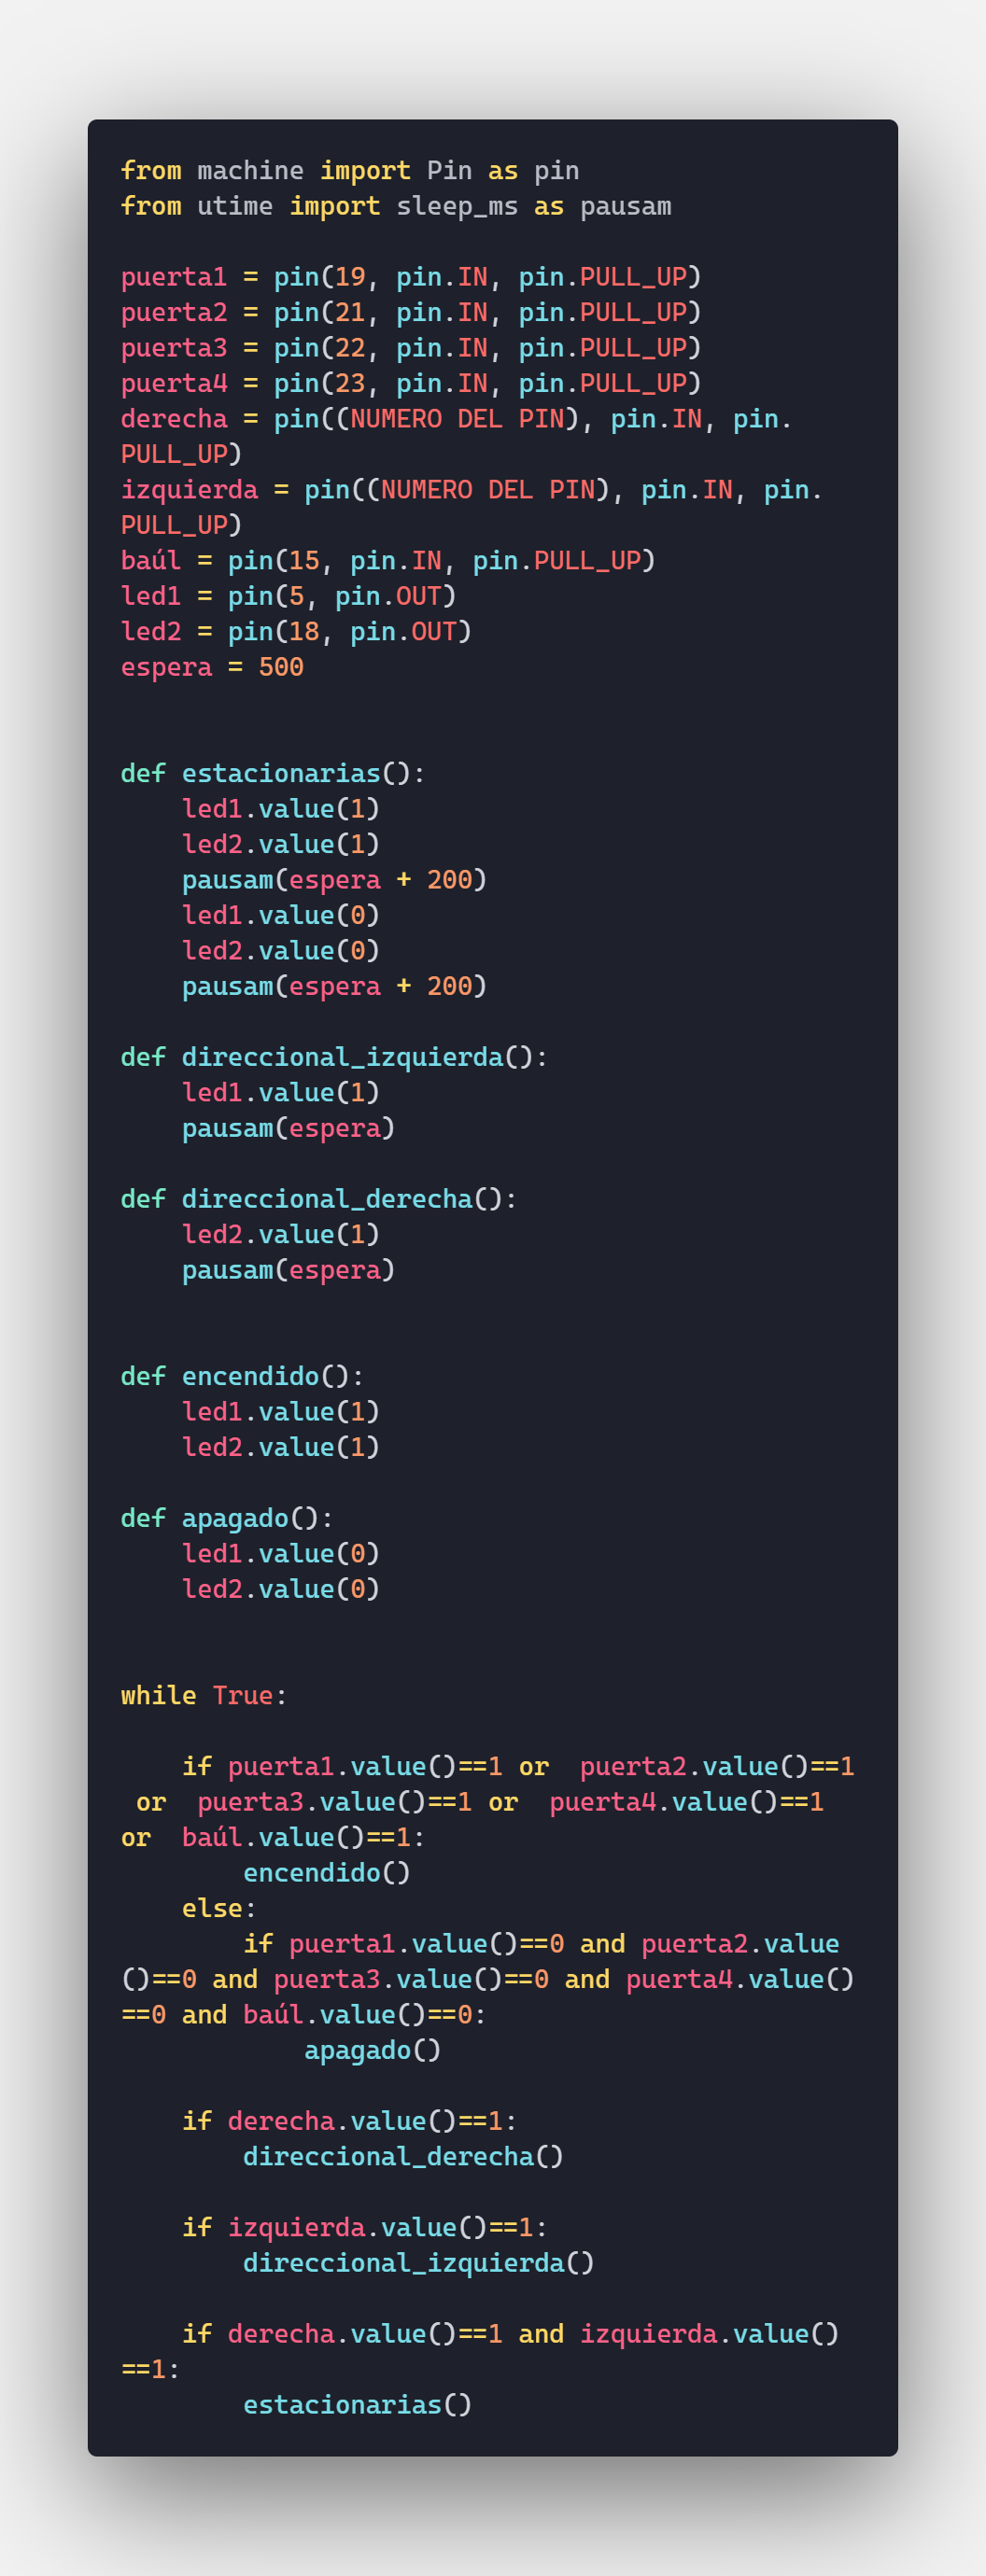 from machine import Pin as pin
from utime import sleep_ms as pausam

puerta1 = pin(19, pin.IN, pin.PULL_UP)
puerta2 = pin(21, pin.IN, pin.PULL_UP)
puerta3 = pin(22, pin.IN, pin.PULL_UP)
puerta4 = pin(23, pin.IN, pin.PULL_UP)
derecha = pin((NUMERO DEL PIN), pin.IN, pin.
PULL_UP)
izquierda = pin((NUMERO DEL PIN), pin.IN, pin.
PULL_UP)
baúl = pin(15, pin.IN, pin.PULL_UP)
led1 = pin(5, pin.OUT)
led2 = pin(18, pin.OUT)
espera = 500


def estacionarias():
    led1.value(1)
    led2.value(1)
    pausam(espera + 200)
    led1.value(0)
    led2.value(0)
    pausam(espera + 200)

def direccional_izquierda():
    led1.value(1)
    pausam(espera)

def direccional_derecha():
    led2.value(1)
    pausam(espera)


def encendido():
    led1.value(1)
    led2.value(1)

def apagado():
    led1.value(0)
    led2.value(0)


while True:

    if puerta1.value()==1 or  puerta2.value()==1
 or  puerta3.value()==1 or  puerta4.value()==1
or  baúl.value()==1:
        encendido()
    else:
        if puerta1.value()==0 and puerta2.value
()==0 and puerta3.value()==0 and puerta4.value()
==0 and baúl.value()==0:
            apagado()

    if derecha.value()==1:
        direccional_derecha()

    if izquierda.value()==1:
        direccional_izquierda()

    if derecha.value()==1 and izquierda.value()
==1:
        estacionarias()